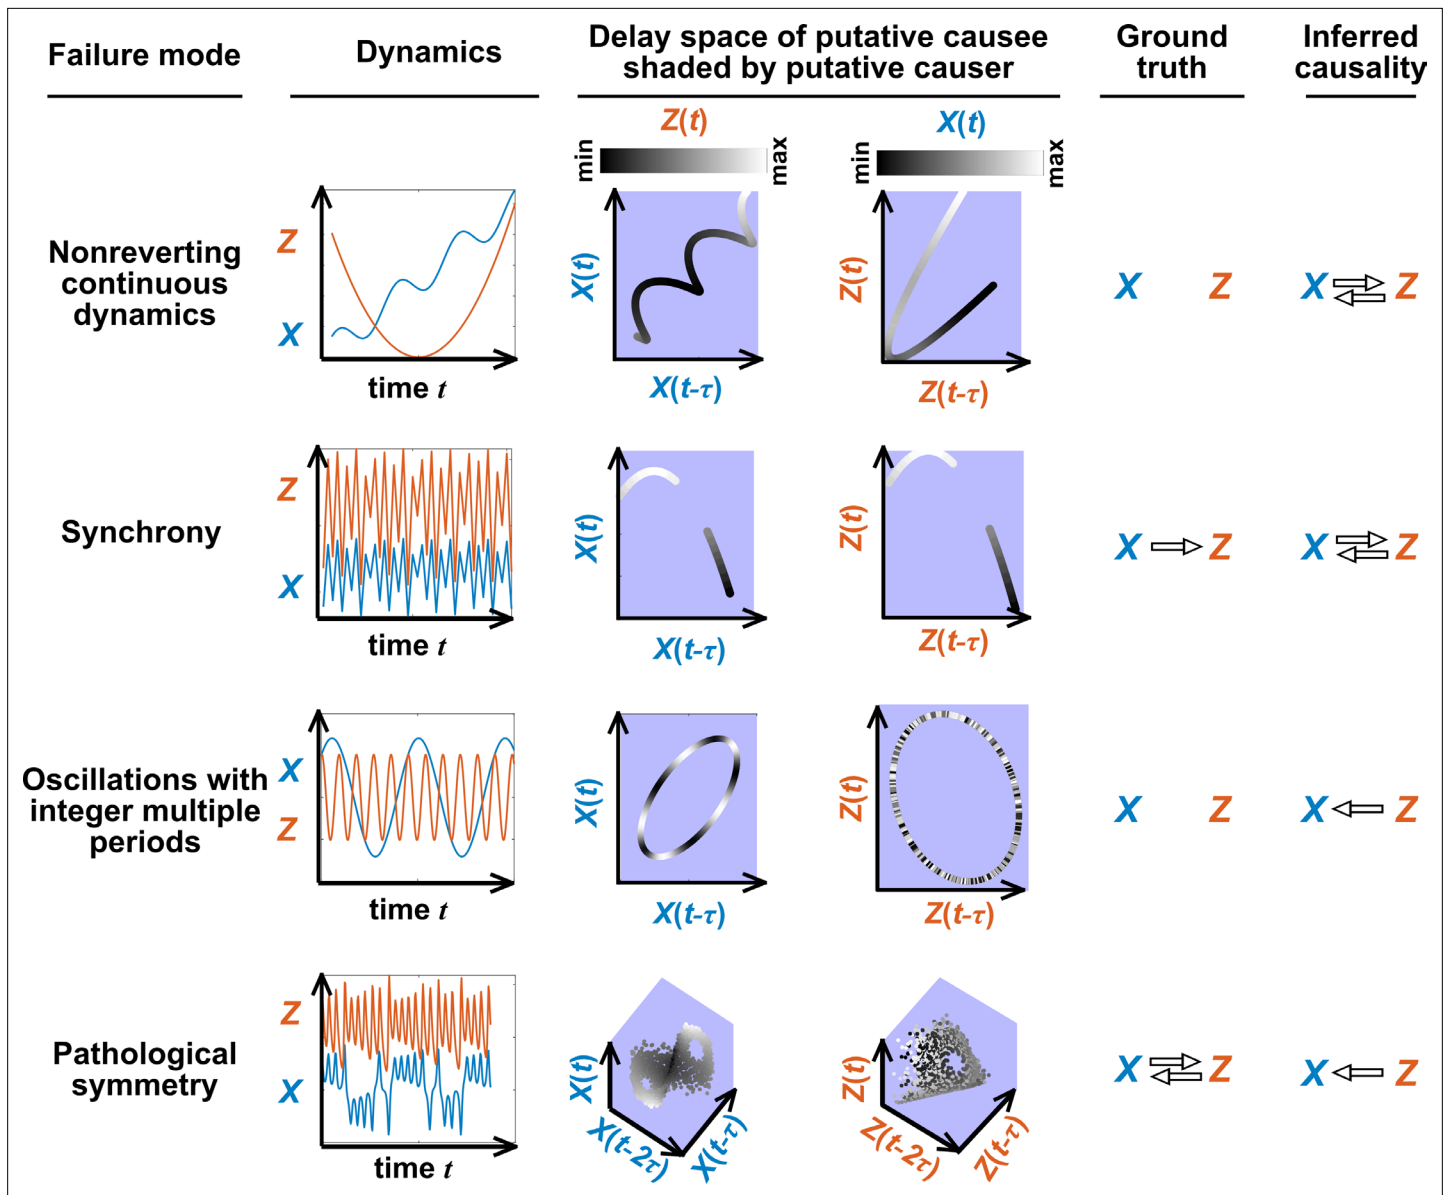 Failure mode
Dynamics
Delay space of putative causee
shaded by putative causer
Ground
truth
Inferred
causality
Z(t)
min
max
X(t)
min
max
Nonreverting
continuous
dynamics
Z
X
time t
X(t)
X(t-τ)
Z(t)
Z(t-τ)
X Z
X Z
Synchrony
Z
X
time t
X(t)
X(t-τ)
Z(t)
Z(t-τ)
X Z
X Z
Oscillations with
integer multiple
periods
X
Z
time t
X(t)
X(t-τ)
Z(t)
Z(t-τ)
X Z
X Z
Pathological
symmetry
Z
X
time t
X(t)
X(t-2τ)
X(t-τ)
Z(t)
Z(t-2τ)
Z(t-τ)
X Z
X Z